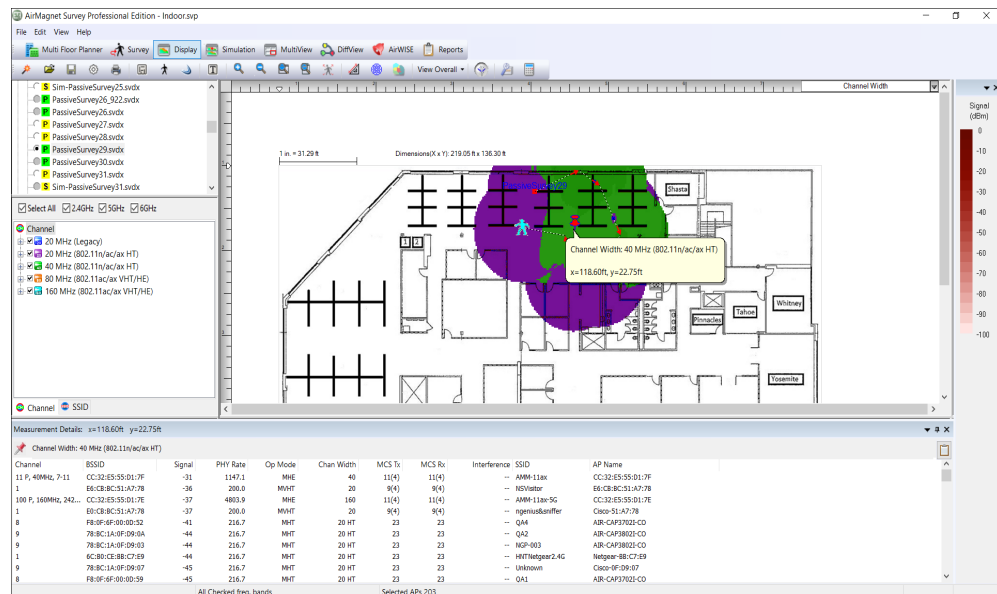 AirMagnet Survey Professional Edition - Indoor.svp
File Edit View Help
Multi Floor Planner Survey Display Simulation MultiView DiffView AirWISE Reports
View Overall
Sim-PassiveSurvey25.svdx
PassiveSurvey26_922.svdx
PassiveSurvey26.svdx
PassiveSurvey27.svdx
PassiveSurvey28.svdx
PassiveSurvey29.svdx
PassiveSurvey30.svdx
PassiveSurvey31.svdx
Sim-PassiveSurvey31.svdx
Select All 2.4GHz 5GHz 6GHz
Channel
20 MHz (Legacy)
20 MHz (802.11n/ac/ax HT)
40 MHz (802.11n/ac/ax HT)
80 MHz (802.11ac/ax VHT/HE)
160 MHz (802.11ac/ax VHT/HE)
Channel SSID
Channel Width
1 in. = 31.29 ft Dimensions(X x Y): 219.05 ft x 136.30 ft
PassiveSurvey29
Shasta
1 2
Channel Width: 40 MHz (802.11n/ac/ax HT)
x=118.60ft, y=22.75ft
Whitney
Tahoe
Pinnacles
Yosemite
Signal
(dBm)
0
-10
-20
-30
-40
-50
-60
-70
-80
-90
-100
Measurement Details: x=118.60ft y=22.75ft
Channel Width: 40 MHz (802.11n/ac/ax HT)
Channel BSSID Signal PHY Rate Op Mode Chan Width MCS Tx MCS Rx Interference SSID AP Name
11 P, 40MHz, 7-11 CC:32:E5:55:D1:7F -31 1147.1 MHE 40 11(4) 11(4) -- AMM-11ax CC:32:E5:55:D1:7F
1 E6:CB:BC:51:A7:78 -36 200.0 MVHT 20 9(4) 9(4) -- NSVisitor E6:CB:BC:51:A7:78
100 P, 160MHz, 242... CC:32:E5:55:D1:7E -37 4803.9 MHE 160 11(4) 11(4) -- AMM-11ax-5G CC:32:E5:55:D1:7E
1 E0:CB:BC:51:A7:78 -37 200.0 MVHT 20 9(4) 9(4) -- ngenius&sniffer Cisco-51:A7:78
8 F8:0F:6F:00:0D:52 -41 216.7 MHT 20 HT 23 23 -- QA4 AIR-CAP3702I-CO
9 78:BC:1A:0F:D9:0A -44 216.7 MHT 20 HT 23 23 -- QA2 AIR-CAP3802I-CO
9 78:BC:1A:0F:D9:03 -44 216.7 MHT 20 HT 23 23 -- NGP-003 AIR-CAP3802I-CO
1 6C:B0:CE:BB:C7:E9 -44 216.7 MHT 20 HT 23 23 -- HNTNetgear2.4G Netgear-BB:C7:E9
9 78:BC:1A:0F:D9:07 -45 216.7 MHT 20 HT 23 23 -- Unknown Cisco-0F:D9:07
8 F8:0F:6F:00:0D:59 -45 216.7 MHT 20 HT 23 23 -- QA1 AIR-CAP3702I-CO
All Checked freq. bands Selected APs 203